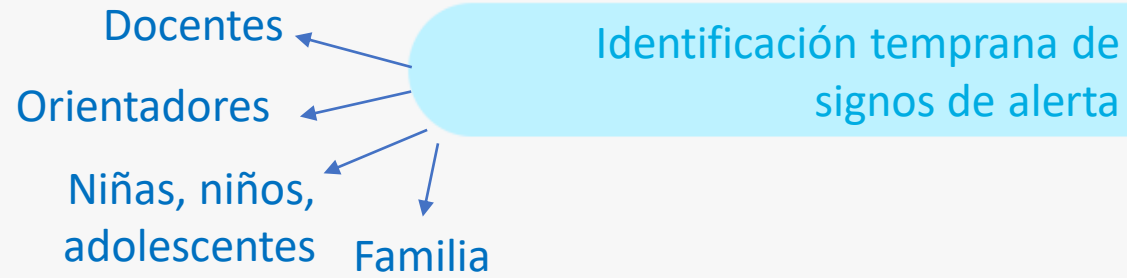 Docentes
Identificación temprana de
signos de alerta
Orientadores
Niñas, niños,
adolescentes
Familia